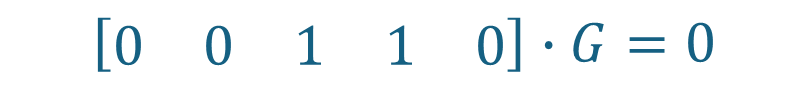 [0 0 1 1 0] · G = 0